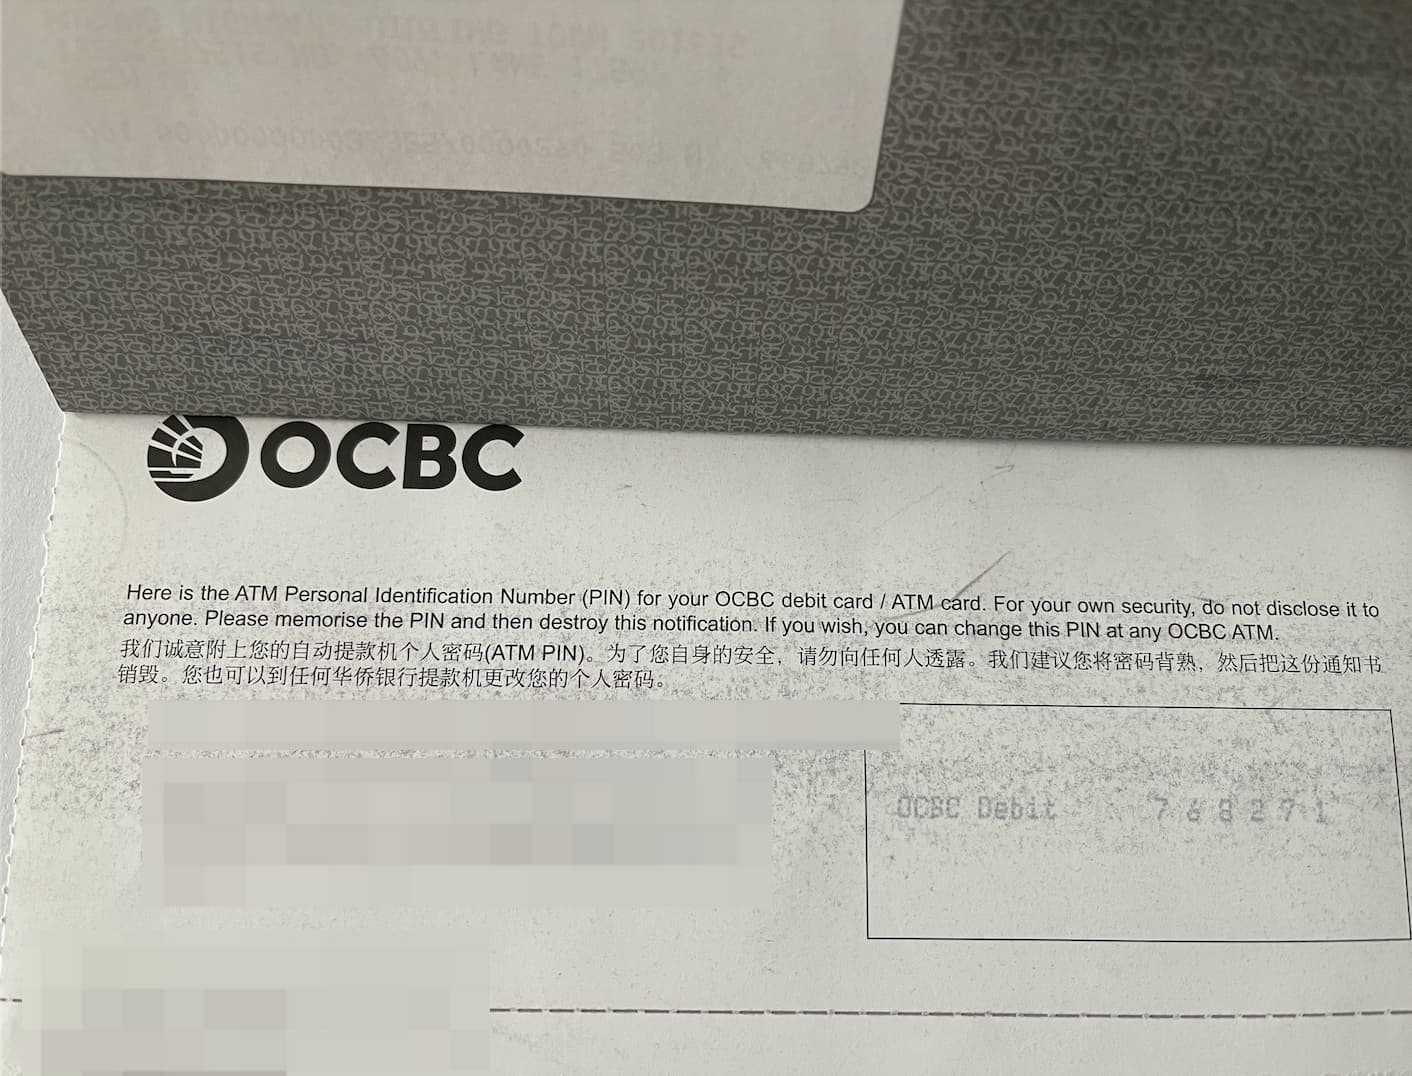 OCBC
Here is the ATM Personal Identification Number (PIN) for your OCBC debit card / ATM card. For your own security, do not disclose it to
anyone. Please memorise the PIN and then destroy this notification. If you wish, you can change this PIN at any OCBC ATM.
我们诚意附上您的自动提款机个人密码(ATM PIN)。为了您自身的安全，请勿向任何人透露。我们建议您将密码背熟，然后把这份通知书
销毁。您也可以到任何华侨银行提款机更改您的个人密码。
OCBC Debit 7 6 8 2 7 1